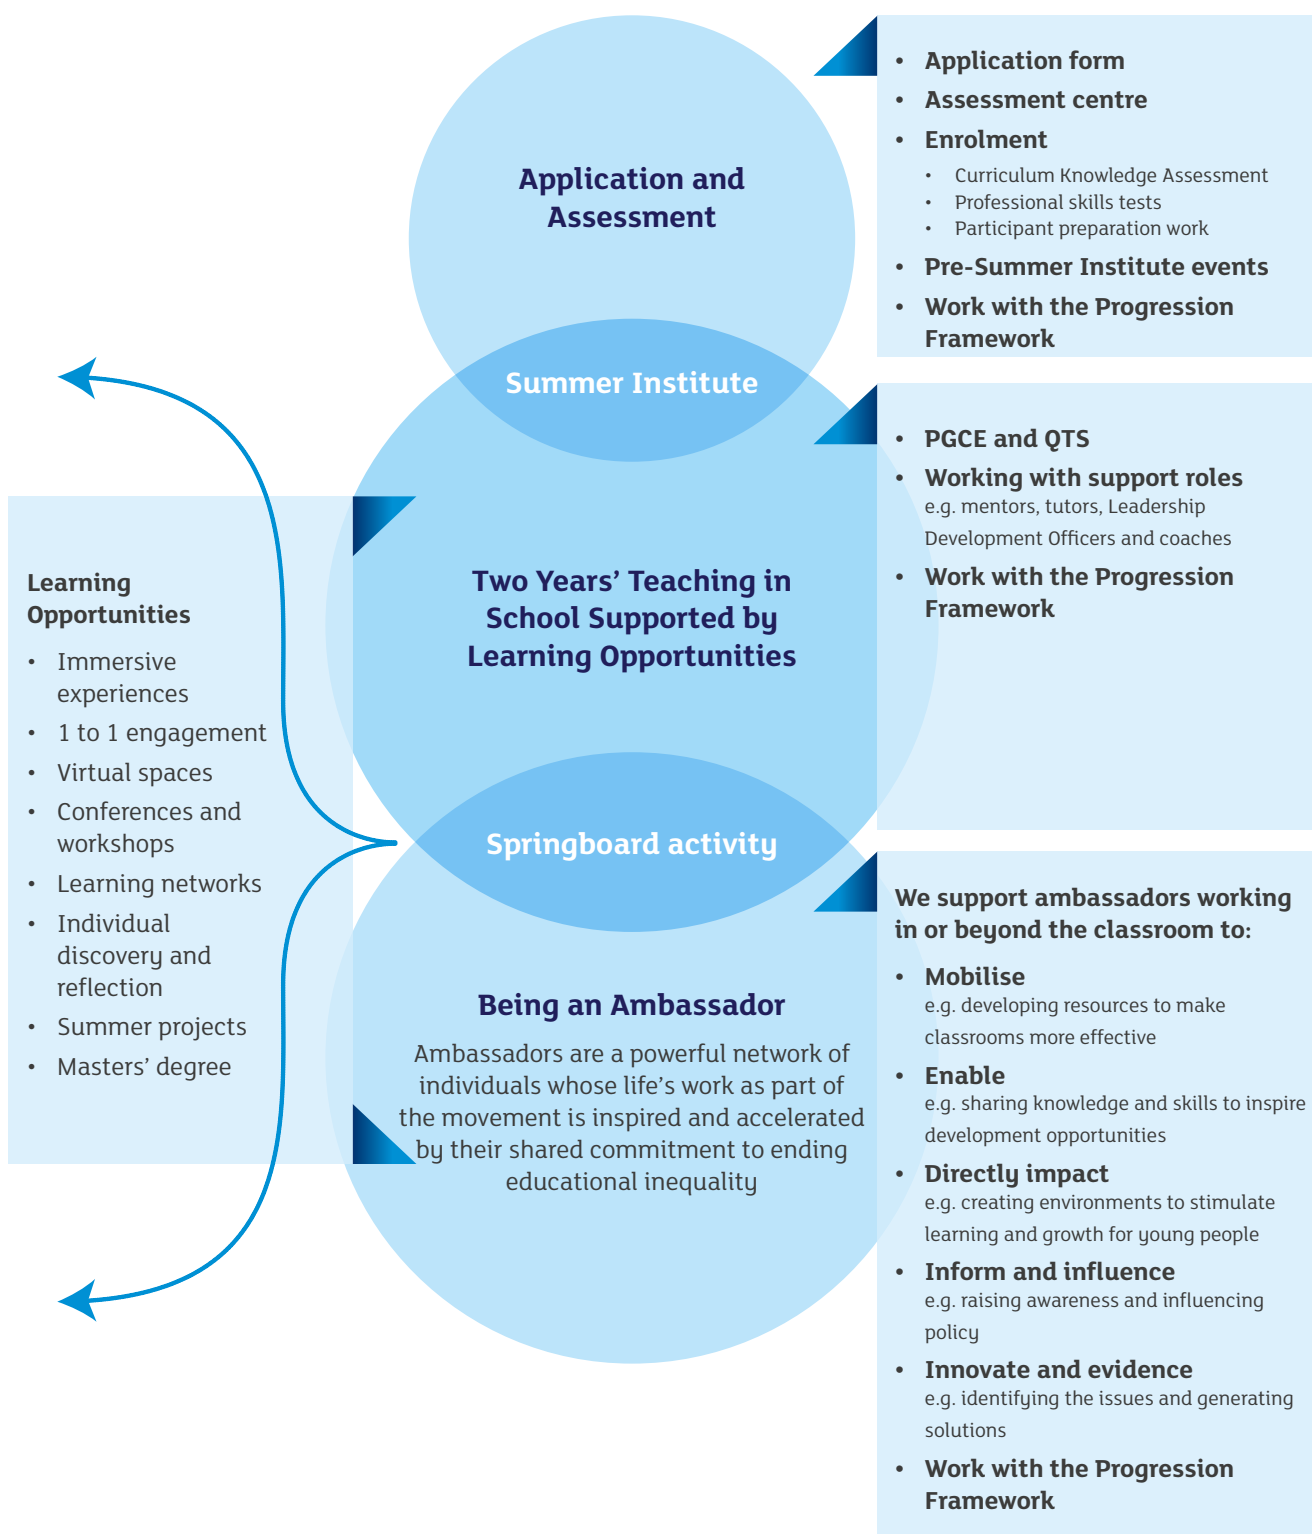 Application and
Assessment
• Application form
• Assessment centre
• Enrolment
• Curriculum Knowledge Assessment
• Professional skills tests
• Participant preparation work
• Pre-Summer Institute events
• Work with the Progression
Framework
Summer Institute
Two Years’ Teaching in
School Supported by
Learning Opportunities
• PGCE and QTS
• Working with support roles
e.g. mentors, tutors, Leadership
Development Officers and coaches
• Work with the Progression
Framework
Learning
Opportunities
• Immersive
experiences
• 1 to 1 engagement
• Virtual spaces
• Conferences and
workshops
• Learning networks
• Individual
discovery and
reflection
• Summer projects
• Masters’ degree
Springboard activity
Being an Ambassador
Ambassadors are a powerful network of
individuals whose life’s work as part of
the movement is inspired and accelerated
by their shared commitment to ending
educational inequality
We support ambassadors working
in or beyond the classroom to:
• Mobilise
e.g. developing resources to make
classrooms more effective
• Enable
e.g. sharing knowledge and skills to inspire
development opportunities
• Directly impact
e.g. creating environments to stimulate
learning and growth for young people
• Inform and influence
e.g. raising awareness and influencing
policy
• Innovate and evidence
e.g. identifying the issues and generating
solutions
• Work with the Progression
Framework